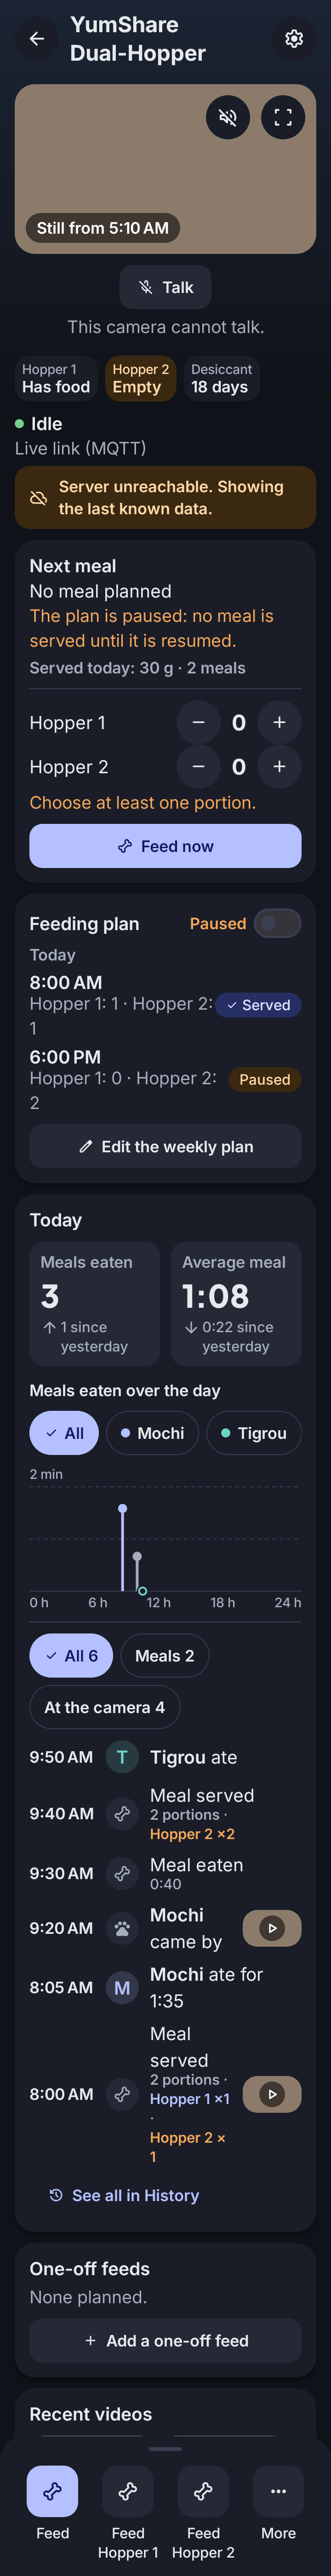 YumShare
Dual-Hopper
Still from 5:10 AM
Talk
This camera cannot talk.
Hopper 1
Has food
Hopper 2
Empty
Desiccant
18 days
Idle
Live link (MQTT)
Server unreachable. Showing
the last known data.
Next meal
No meal planned
The plan is paused: no meal is
served until it is resumed.
Served today: 30 g · 2 meals
Hopper 1 − 0 +
Hopper 2 − 0 +
Choose at least one portion.
Feed now
Feeding plan Paused
Today
8:00 AM
Hopper 1: 1 · Hopper 2:
1
Served
6:00 PM
Hopper 1: 0 · Hopper 2:
2
Paused
Edit the weekly plan
Today
Meals eaten
3
1 since
yesterday
Average meal
1:08
0:22 since
yesterday
Meals eaten over the day
All Mochi Tigrou
2 min
0 h 6 h 12 h 18 h 24 h
All 6 Meals 2
At the camera 4
9:50 AM T Tigrou ate
9:40 AM Meal served
2 portions ·
Hopper 2 ×2
9:30 AM Meal eaten
0:40
9:20 AM Mochi
came by
8:05 AM M Mochi ate for
1:35
8:00 AM Meal
served
2 portions ·
Hopper 1 ×1
·
Hopper 2 ×
1
See all in History
One-off feeds
None planned.
+ Add a one-off feed
Recent videos
Feed
Feed
Hopper 1
Feed
Hopper 2
More